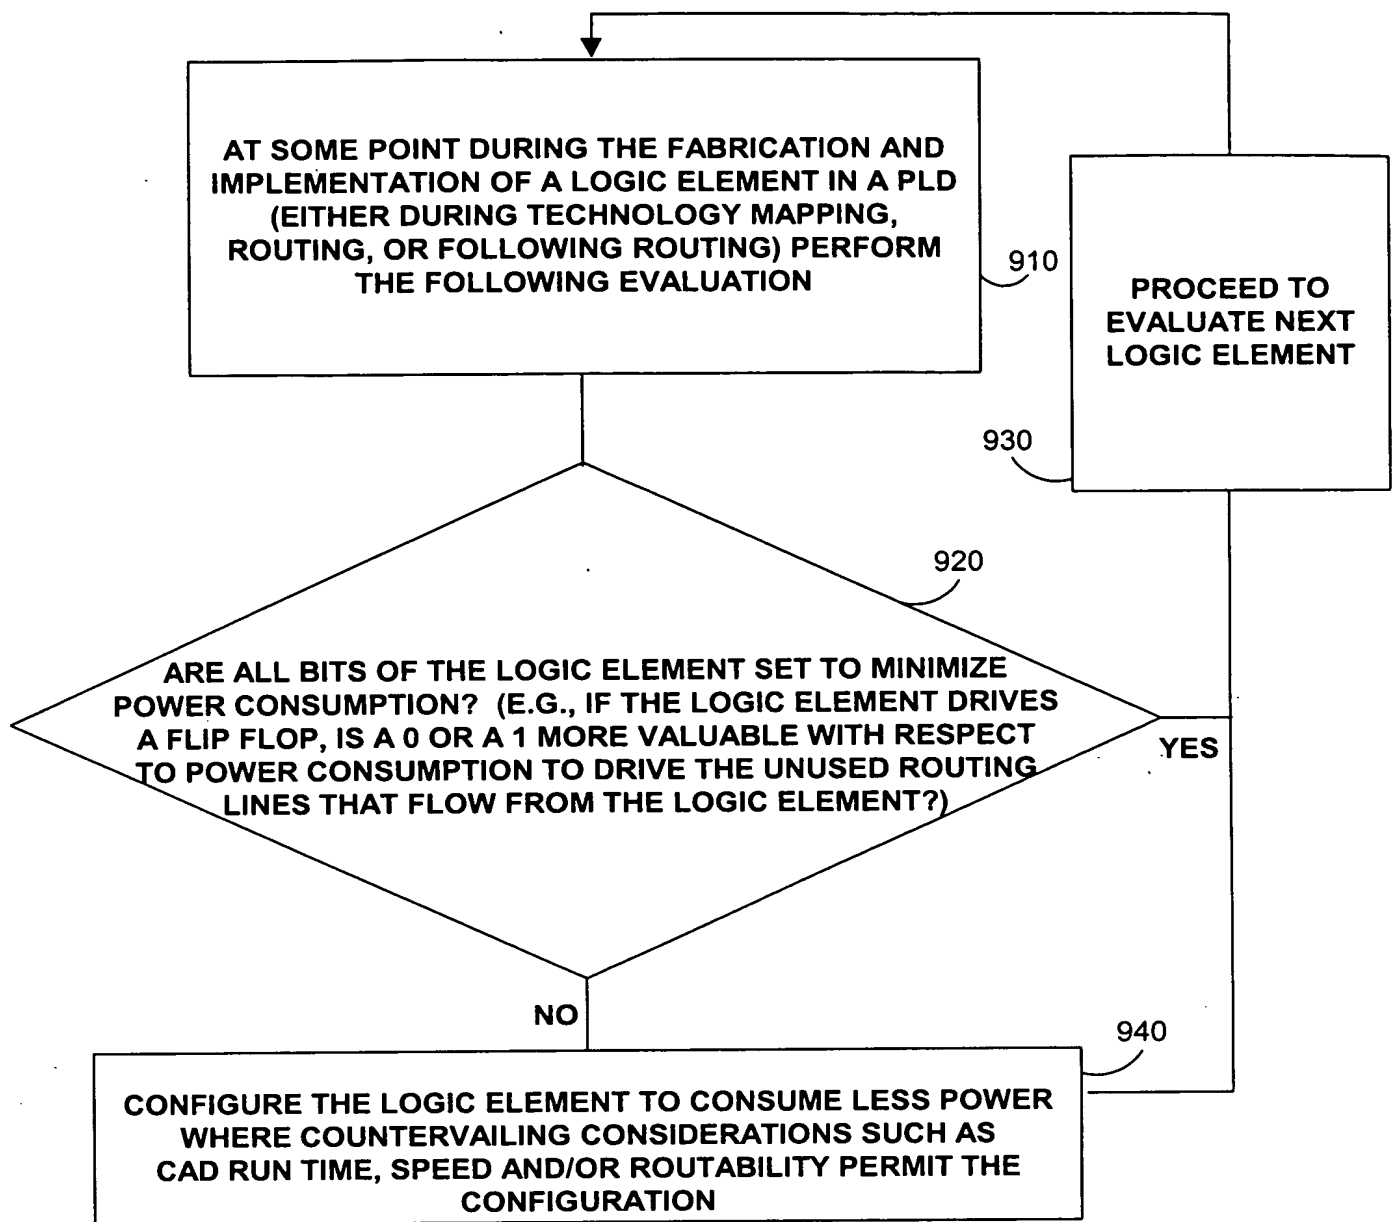 AT SOME POINT DURING THE FABRICATION AND
IMPLEMENTATION OF A LOGIC ELEMENT IN A PLD
(EITHER DURING TECHNOLOGY MAPPING,
ROUTING, OR FOLLOWING ROUTING) PERFORM
THE FOLLOWING EVALUATION
910
PROCEED TO
EVALUATE NEXT
LOGIC ELEMENT
930
920
ARE ALL BITS OF THE LOGIC ELEMENT SET TO MINIMIZE
POWER CONSUMPTION? (E.G., IF THE LOGIC ELEMENT DRIVES
A FLIP FLOP, IS A 0 OR A 1 MORE VALUABLE WITH RESPECT
TO POWER CONSUMPTION TO DRIVE THE UNUSED ROUTING
LINES THAT FLOW FROM THE LOGIC ELEMENT?)
YES
NO
940
CONFIGURE THE LOGIC ELEMENT TO CONSUME LESS POWER
WHERE COUNTERVAILING CONSIDERATIONS SUCH AS
CAD RUN TIME, SPEED AND/OR ROUTABILITY PERMIT THE
CONFIGURATION